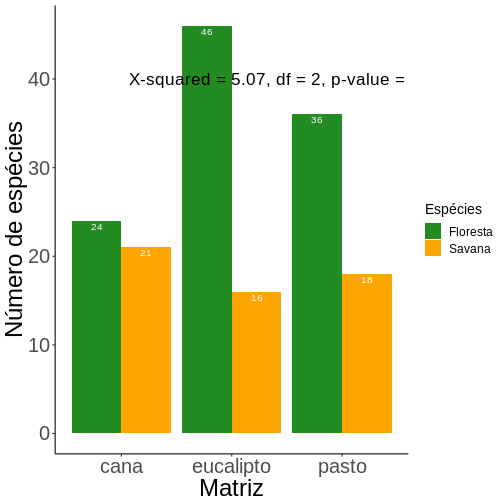 46
X-squared = 5.07, df = 2, p-value =
40
36
30
Espécies
Floresta
Savana
24
21
20
18
16
10
0
Número de espécies
cana eucalipto pasto
Matriz